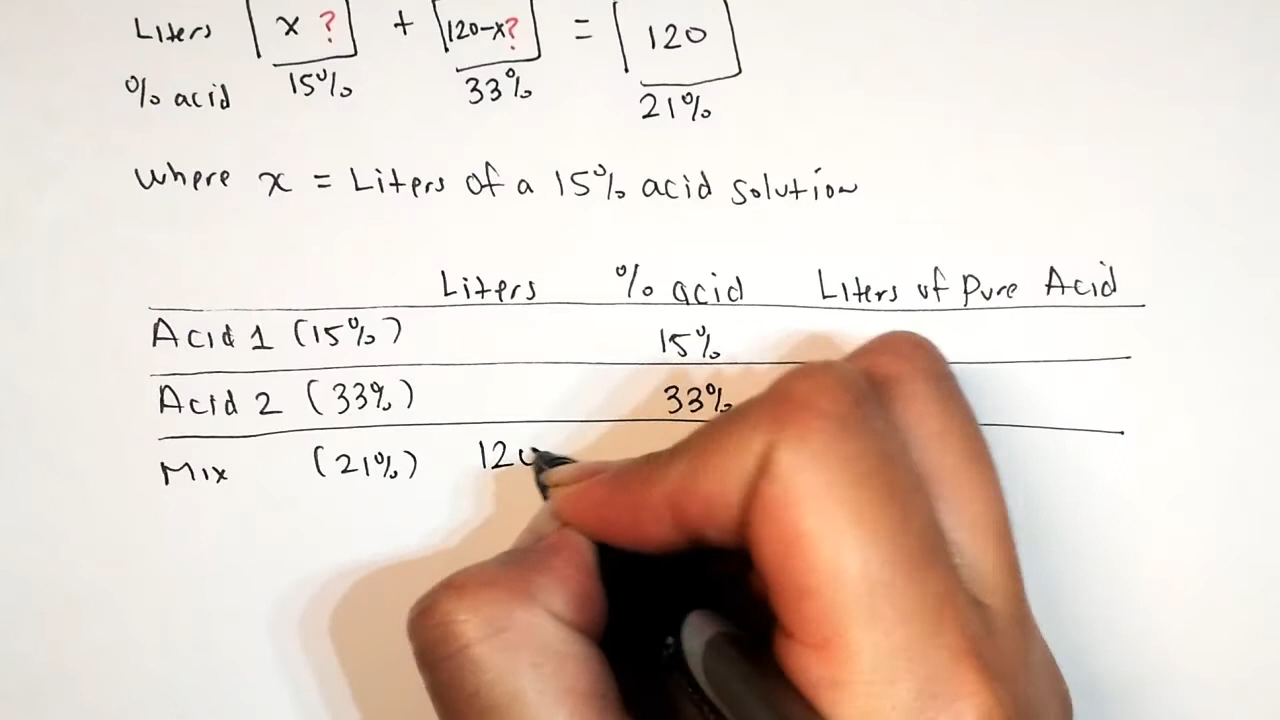 Liters x ? + 120-x? = 120
% acid 15% 33% 21%
where x = Liters of a 15% acid solution
Liters % acid Liters of Pure Acid
Acid 1 (15%) 15%
Acid 2 (33%) 33%
Mix (21%) 120